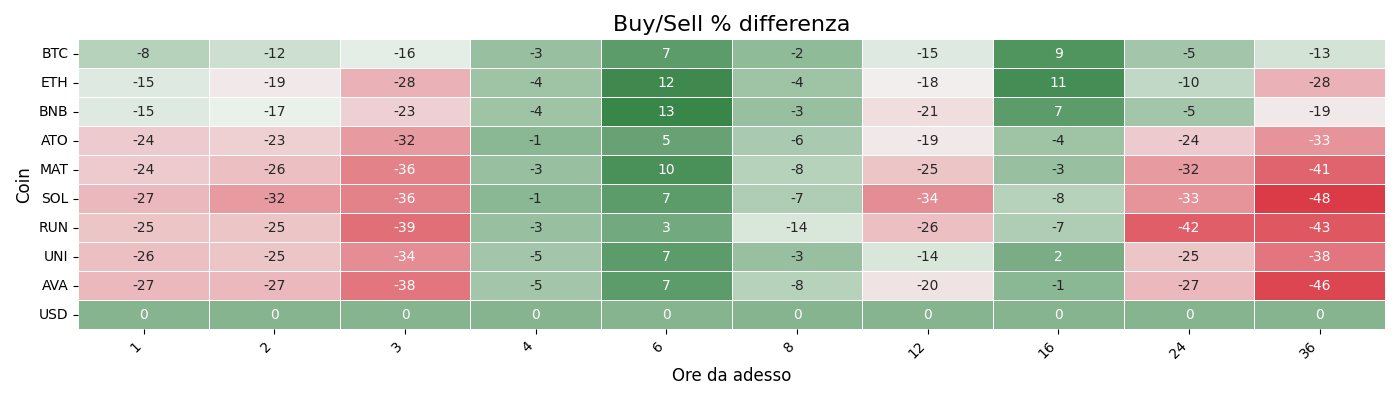 Buy/Sell % differenza
Coin
BTC -8 -12 -16 -3 7 -2 -15 9 -5 -13
ETH -15 -19 -28 -4 12 -4 -18 11 -10 -28
BNB -15 -17 -23 -4 13 -3 -21 7 -5 -19
ATO -24 -23 -32 -1 5 -6 -19 -4 -24 -33
MAT -24 -26 -36 -3 10 -8 -25 -3 -32 -41
SOL -27 -32 -36 -1 7 -7 -34 -8 -33 -48
RUN -25 -25 -39 -3 3 -14 -26 -7 -42 -43
UNI -26 -25 -34 -5 7 -3 -14 2 -25 -38
AVA -27 -27 -38 -5 7 -8 -20 -1 -27 -46
USD 0 0 0 0 0 0 0 0 0 0
1 2 3 4 6 8 12 16 24 36
Ore da adesso